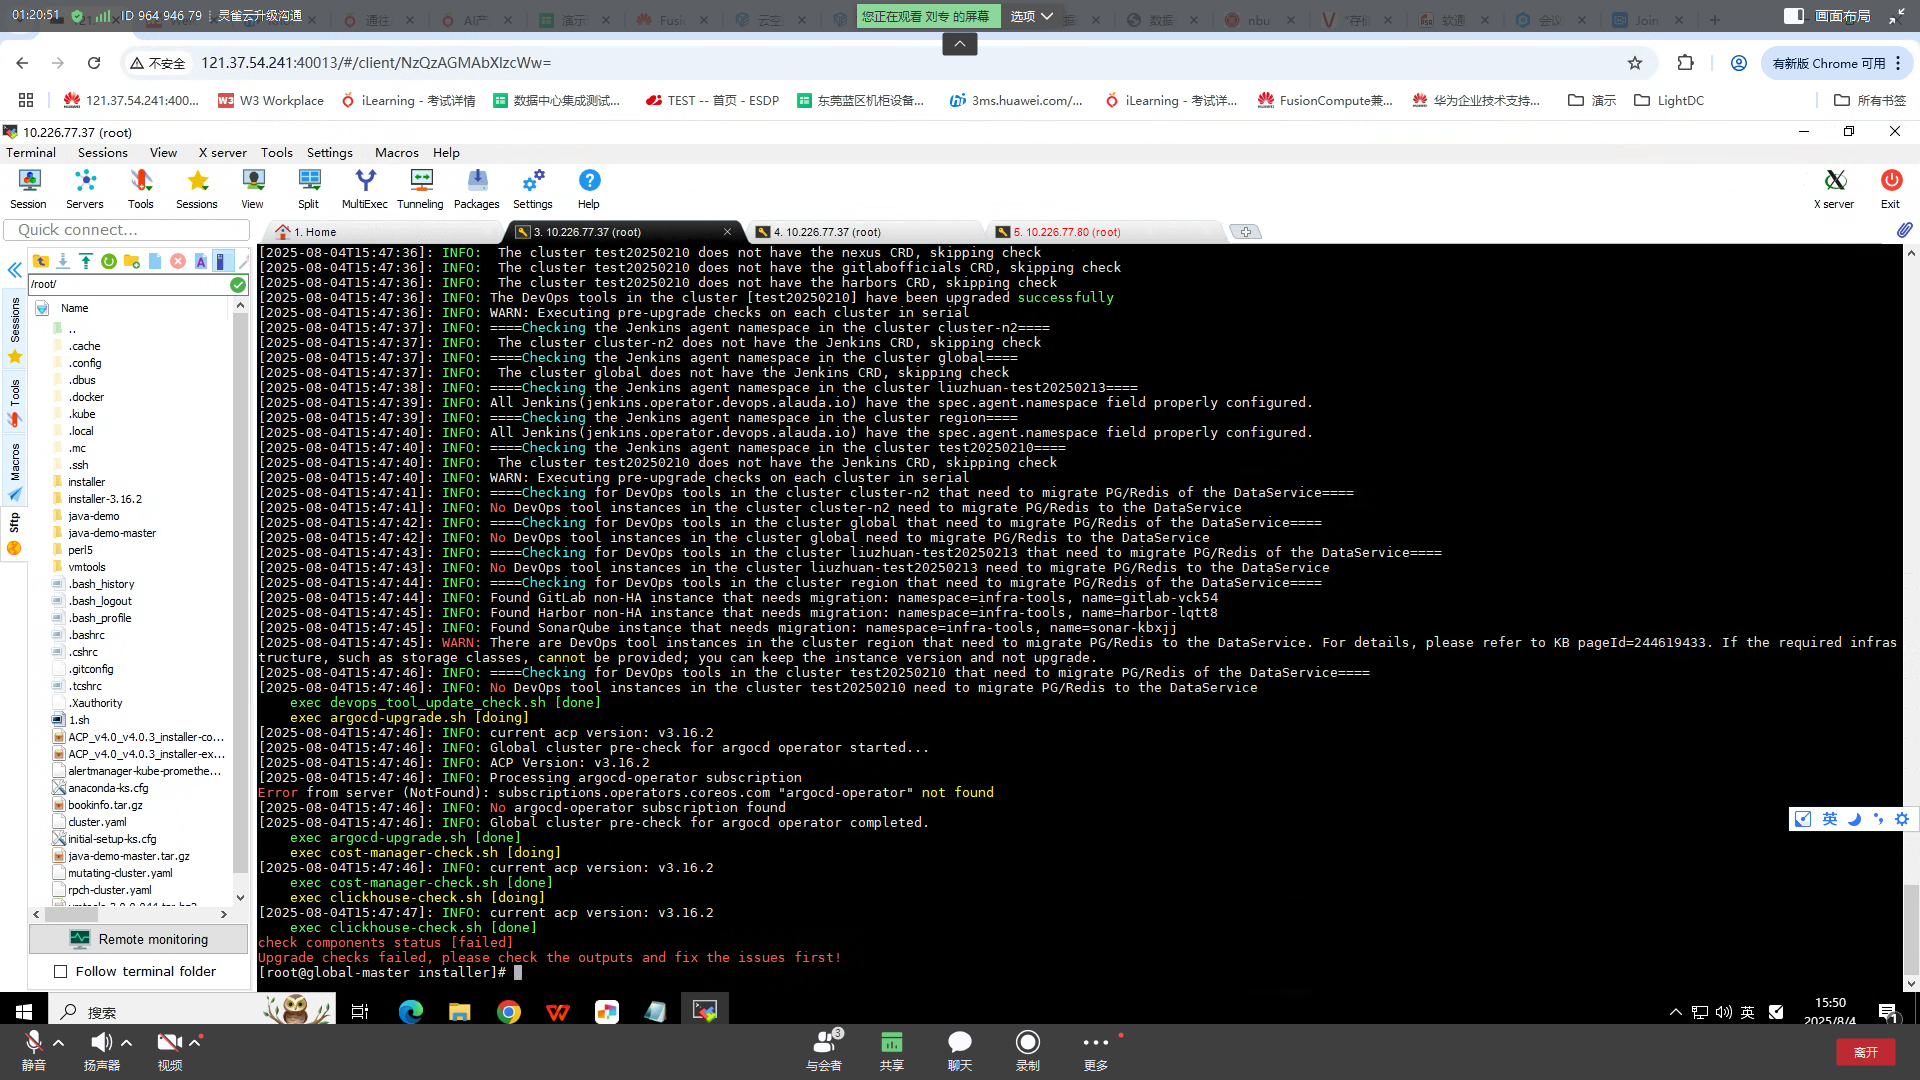 01:20:51 ID 964 946 79 | 灵雀云升级沟通
您正在观看 刘专 的屏幕 选项
画面布局
不安全 121.37.54.241:40013/#/client/NzQzAGMAbXlzcWw=
有新版 Chrome 可用
121.37.54.241:400... W3 Workplace iLearning - 考试详情 数据中心集成测试... TEST -- 首页 - ESDP 东莞蓝区机柜设备... 3ms.huawei.com/... iLearning - 考试详... FusionCompute兼... 华为企业技术支持... 演示 LightDC 所有书签
10.226.77.37 (root)
Terminal Sessions View X server Tools Settings Macros Help
Session Servers Tools Sessions View Split MultiExec Tunneling Packages Settings Help X server Exit
Quick connect...
1. Home 3. 10.226.77.37 (root) 4. 10.226.77.37 (root) 5. 10.226.77.80 (root)
Sessions
Tools
Macros
Sftp
/root/
Name
..
.cache
.config
.dbus
.docker
.kube
.local
.mc
.ssh
installer
installer-3.16.2
java-demo
java-demo-master
perl5
vmtools
.bash_history
.bash_logout
.bash_profile
.bashrc
.cshrc
.gitconfig
.tcshrc
.Xauthority
1.sh
ACP_v4.0_v4.0.3_installer-co...
ACP_v4.0_v4.0.3_installer-ex...
alertmanager-kube-promethe...
anaconda-ks.cfg
bookinfo.tar.gz
cluster.yaml
initial-setup-ks.cfg
java-demo-master.tar.gz
mutating-cluster.yaml
rpch-cluster.yaml
Remote monitoring
Follow terminal folder
[2025-08-04T15:47:36]: INFO:  The cluster test20250210 does not have the nexus CRD, skipping check
[2025-08-04T15:47:36]: INFO:  The cluster test20250210 does not have the gitlabofficials CRD, skipping check
[2025-08-04T15:47:36]: INFO:  The cluster test20250210 does not have the harbors CRD, skipping check
[2025-08-04T15:47:36]: INFO: The DevOps tools in the cluster [test20250210] have been upgraded successfully
[2025-08-04T15:47:36]: INFO: WARN: Executing pre-upgrade checks on each cluster in serial
[2025-08-04T15:47:37]: INFO: ====Checking the Jenkins agent namespace in the cluster cluster-n2====
[2025-08-04T15:47:37]: INFO:  The cluster cluster-n2 does not have the Jenkins CRD, skipping check
[2025-08-04T15:47:37]: INFO: ====Checking the Jenkins agent namespace in the cluster global====
[2025-08-04T15:47:37]: INFO:  The cluster global does not have the Jenkins CRD, skipping check
[2025-08-04T15:47:38]: INFO: ====Checking the Jenkins agent namespace in the cluster liuzhuan-test20250213====
[2025-08-04T15:47:39]: INFO: All Jenkins(jenkins.operator.devops.alauda.io) have the spec.agent.namespace field properly configured.
[2025-08-04T15:47:39]: INFO: ====Checking the Jenkins agent namespace in the cluster region====
[2025-08-04T15:47:40]: INFO: All Jenkins(jenkins.operator.devops.alauda.io) have the spec.agent.namespace field properly configured.
[2025-08-04T15:47:40]: INFO: ====Checking the Jenkins agent namespace in the cluster test20250210====
[2025-08-04T15:47:40]: INFO:  The cluster test20250210 does not have the Jenkins CRD, skipping check
[2025-08-04T15:47:40]: INFO: WARN: Executing pre-upgrade checks on each cluster in serial
[2025-08-04T15:47:41]: INFO: ====Checking for DevOps tools in the cluster cluster-n2 that need to migrate PG/Redis of the DataService====
[2025-08-04T15:47:41]: INFO: No DevOps tool instances in the cluster cluster-n2 need to migrate PG/Redis to the DataService
[2025-08-04T15:47:42]: INFO: ====Checking for DevOps tools in the cluster global that need to migrate PG/Redis of the DataService====
[2025-08-04T15:47:42]: INFO: No DevOps tool instances in the cluster global need to migrate PG/Redis to the DataService
[2025-08-04T15:47:43]: INFO: ====Checking for DevOps tools in the cluster liuzhuan-test20250213 that need to migrate PG/Redis of the DataService====
[2025-08-04T15:47:43]: INFO: No DevOps tool instances in the cluster liuzhuan-test20250213 need to migrate PG/Redis to the DataService
[2025-08-04T15:47:44]: INFO: ====Checking for DevOps tools in the cluster region that need to migrate PG/Redis of the DataService====
[2025-08-04T15:47:44]: INFO: Found GitLab non-HA instance that needs migration: namespace=infra-tools, name=gitlab-vck54
[2025-08-04T15:47:45]: INFO: Found Harbor non-HA instance that needs migration: namespace=infra-tools, name=harbor-lqtt8
[2025-08-04T15:47:45]: INFO: Found SonarQube instance that needs migration: namespace=infra-tools, name=sonar-kbxjj
[2025-08-04T15:47:45]: WARN: There are DevOps tool instances in the cluster region that need to migrate PG/Redis to the DataService. For details, please refer to KB pageId=244619433. If the required infras
tructure, such as storage classes, cannot be provided; you can keep the instance version and not upgrade.
[2025-08-04T15:47:46]: INFO: ====Checking for DevOps tools in the cluster test20250210 that need to migrate PG/Redis of the DataService====
[2025-08-04T15:47:46]: INFO: No DevOps tool instances in the cluster test20250210 need to migrate PG/Redis to the DataService
exec devops_tool_update_check.sh [done]
exec argocd-upgrade.sh [doing]
[2025-08-04T15:47:46]: INFO: current acp version: v3.16.2
[2025-08-04T15:47:46]: INFO: Global cluster pre-check for argocd operator started...
[2025-08-04T15:47:46]: INFO: ACP Version: v3.16.2
[2025-08-04T15:47:46]: INFO: Processing argocd-operator subscription
Error from server (NotFound): subscriptions.operators.coreos.com "argocd-operator" not found
[2025-08-04T15:47:46]: INFO: No argocd-operator subscription found
[2025-08-04T15:47:46]: INFO: Global cluster pre-check for argocd operator completed.
exec argocd-upgrade.sh [done]
exec cost-manager-check.sh [doing]
[2025-08-04T15:47:46]: INFO: current acp version: v3.16.2
exec cost-manager-check.sh [done]
exec clickhouse-check.sh [doing]
[2025-08-04T15:47:47]: INFO: current acp version: v3.16.2
exec clickhouse-check.sh [done]
check components status [failed]
Upgrade checks failed, please check the outputs and fix the issues first!
[root@global-master installer]#
英
搜索
英
15:50
2025/8/4
1
静音 扬声器 视频 3 与会者 共享 聊天 录制 更多 离开